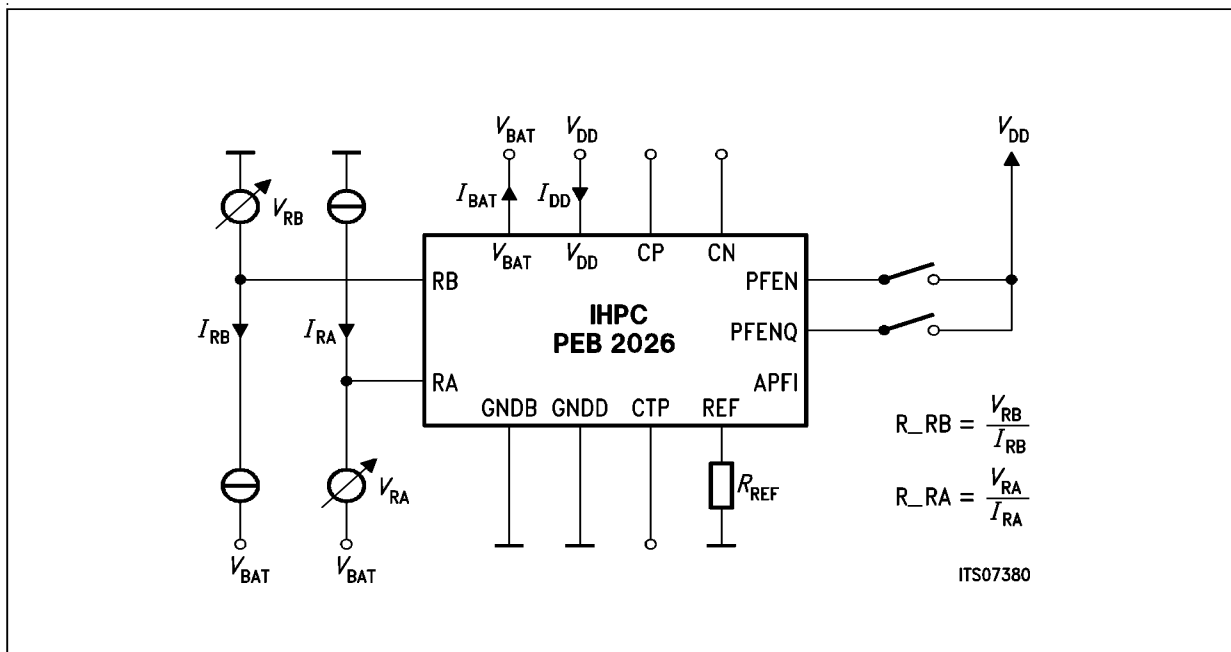 V_BAT V_DD V_DD
I_BAT I_DD
V_RB
V_BAT V_DD CP CN
RB PFEN
I_RB I_RA IHPC PFENQ
PEB 2026
RA APFI
GNDB GNDD CTP REF
R_RB = V_RB / I_RB
V_RA R_REF
R_RA = V_RA / I_RA
V_BAT V_BAT
ITS07380